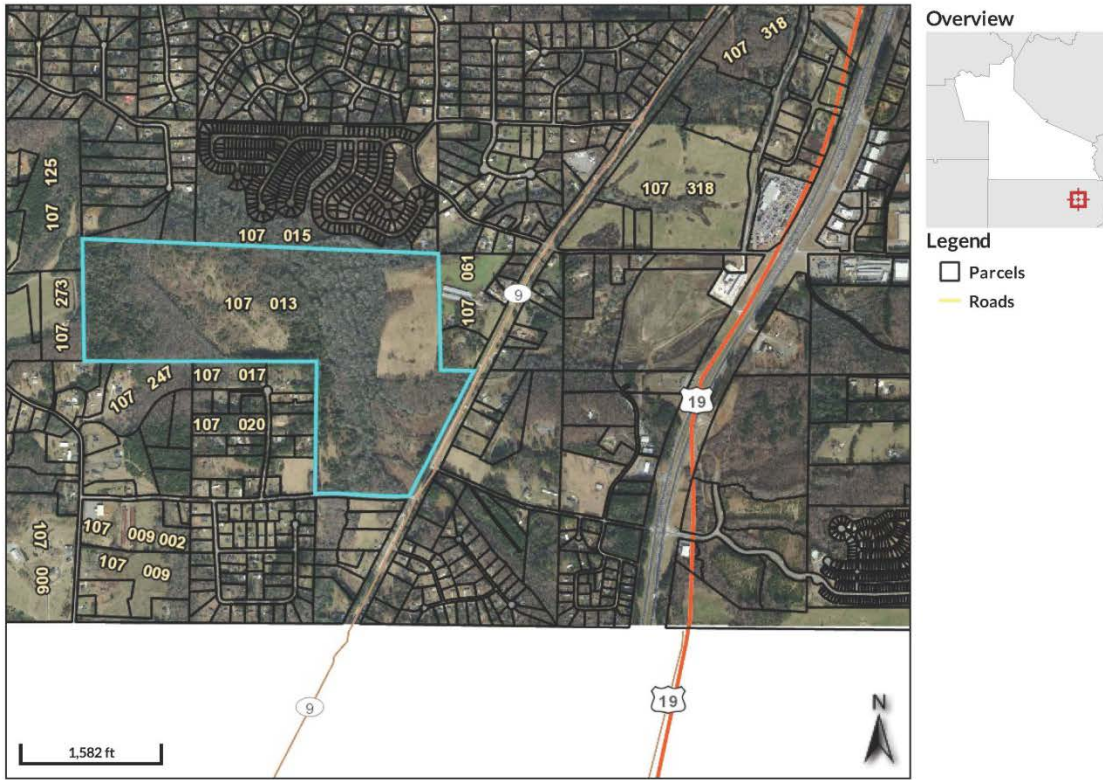 Overview
Legend
Parcels
Roads
107 318
107 125
107 318
107 015
107 273
107 013
107 061
9
107 247
107 017
19
107 020
107 009 002
107 009
107 006
9
19
N
1,582 ft